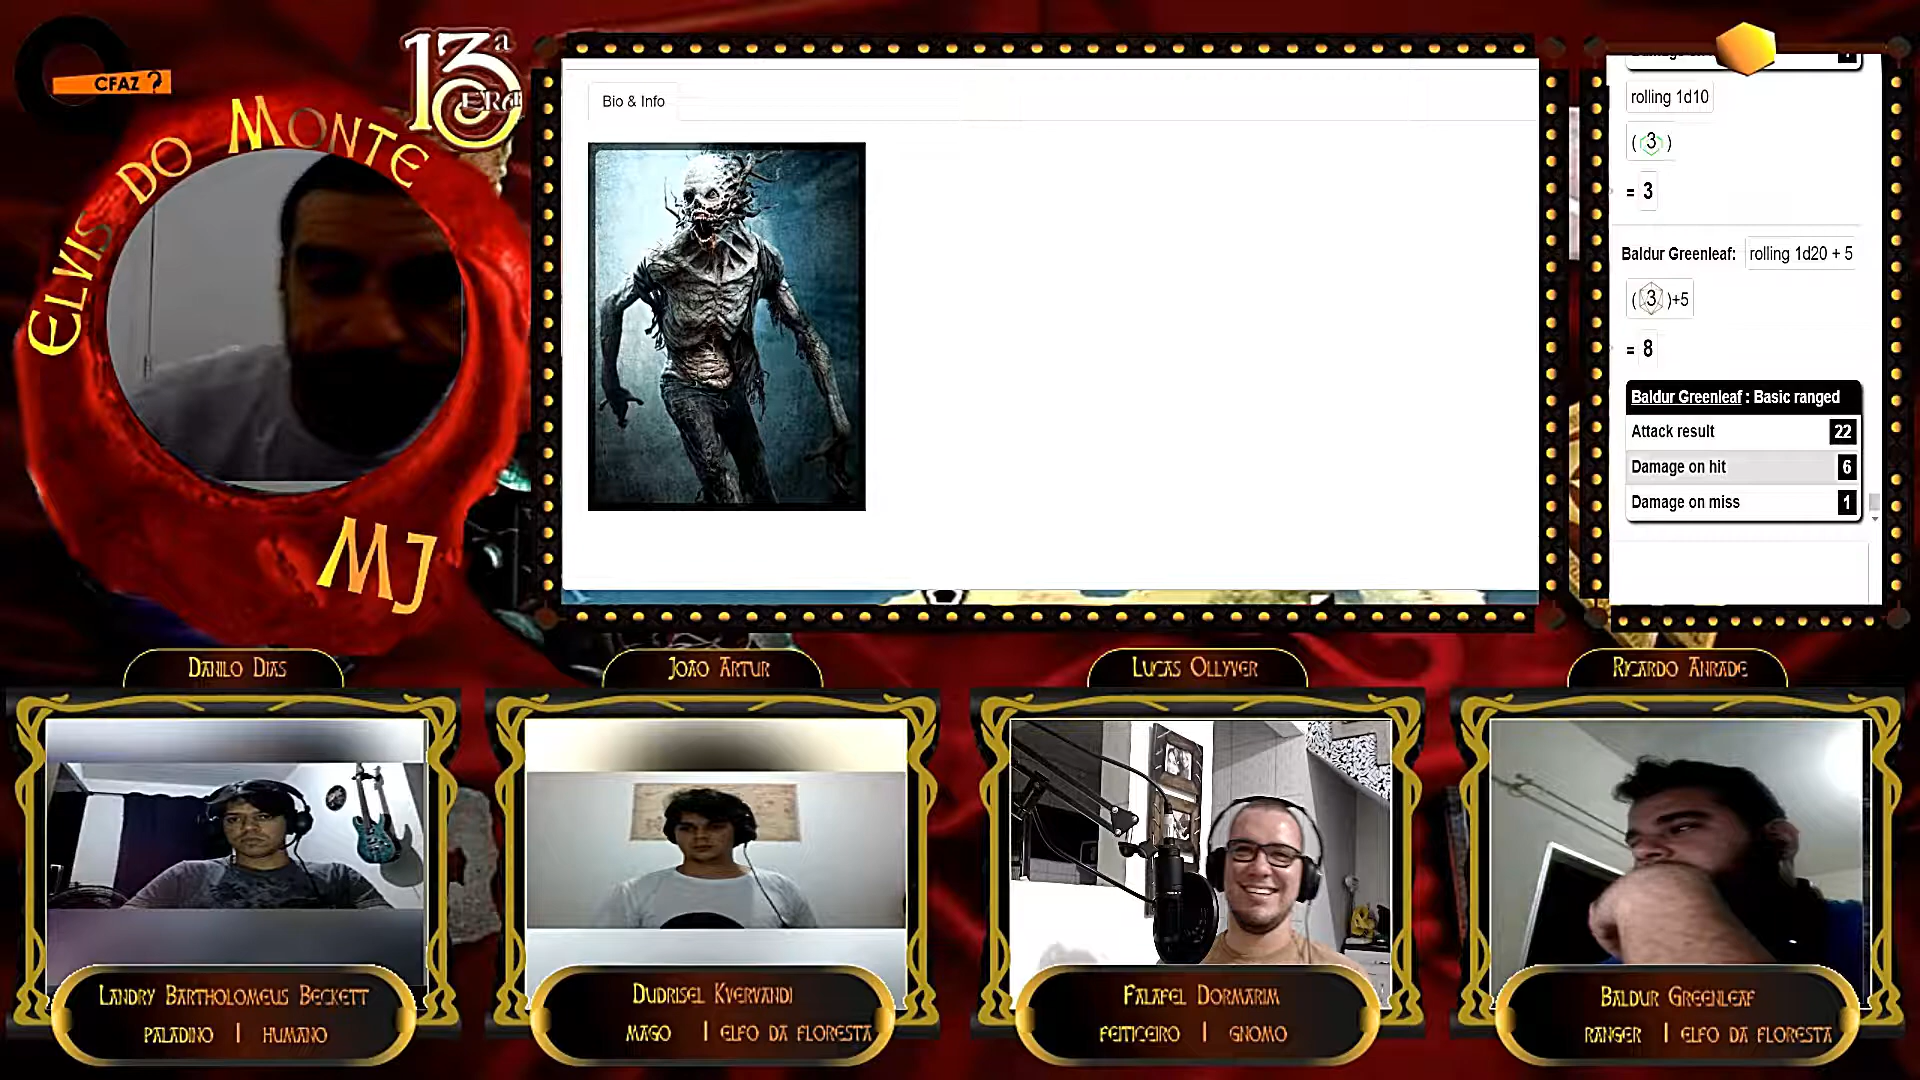 CFAZ ?
13ª
ERA
ELVIS DO MONTE
MJ
Bio & Info
rolling 1d10
(3)
= 3
Baldur Greenleaf: rolling 1d20 + 5
(3)+5
= 8
Baldur Greenleaf : Basic ranged
Attack result 22
Damage on hit 6
Damage on miss 1
DANILO DIAS
JOÃO ARTUR
LUCAS OLLYVER
RICARDO ANRADE
LANDRY BARTHOLOMEUS BECKETT
PALADINO | HUMANO
DUDRISEL KVERVANDI
MAGO | ELFO DA FLORESTA
FALAFEL DORMARIM
FEITICEIRO | GNOMO
BALDUR GREENLEAF
RANGER | ELFO DA FLORESTA